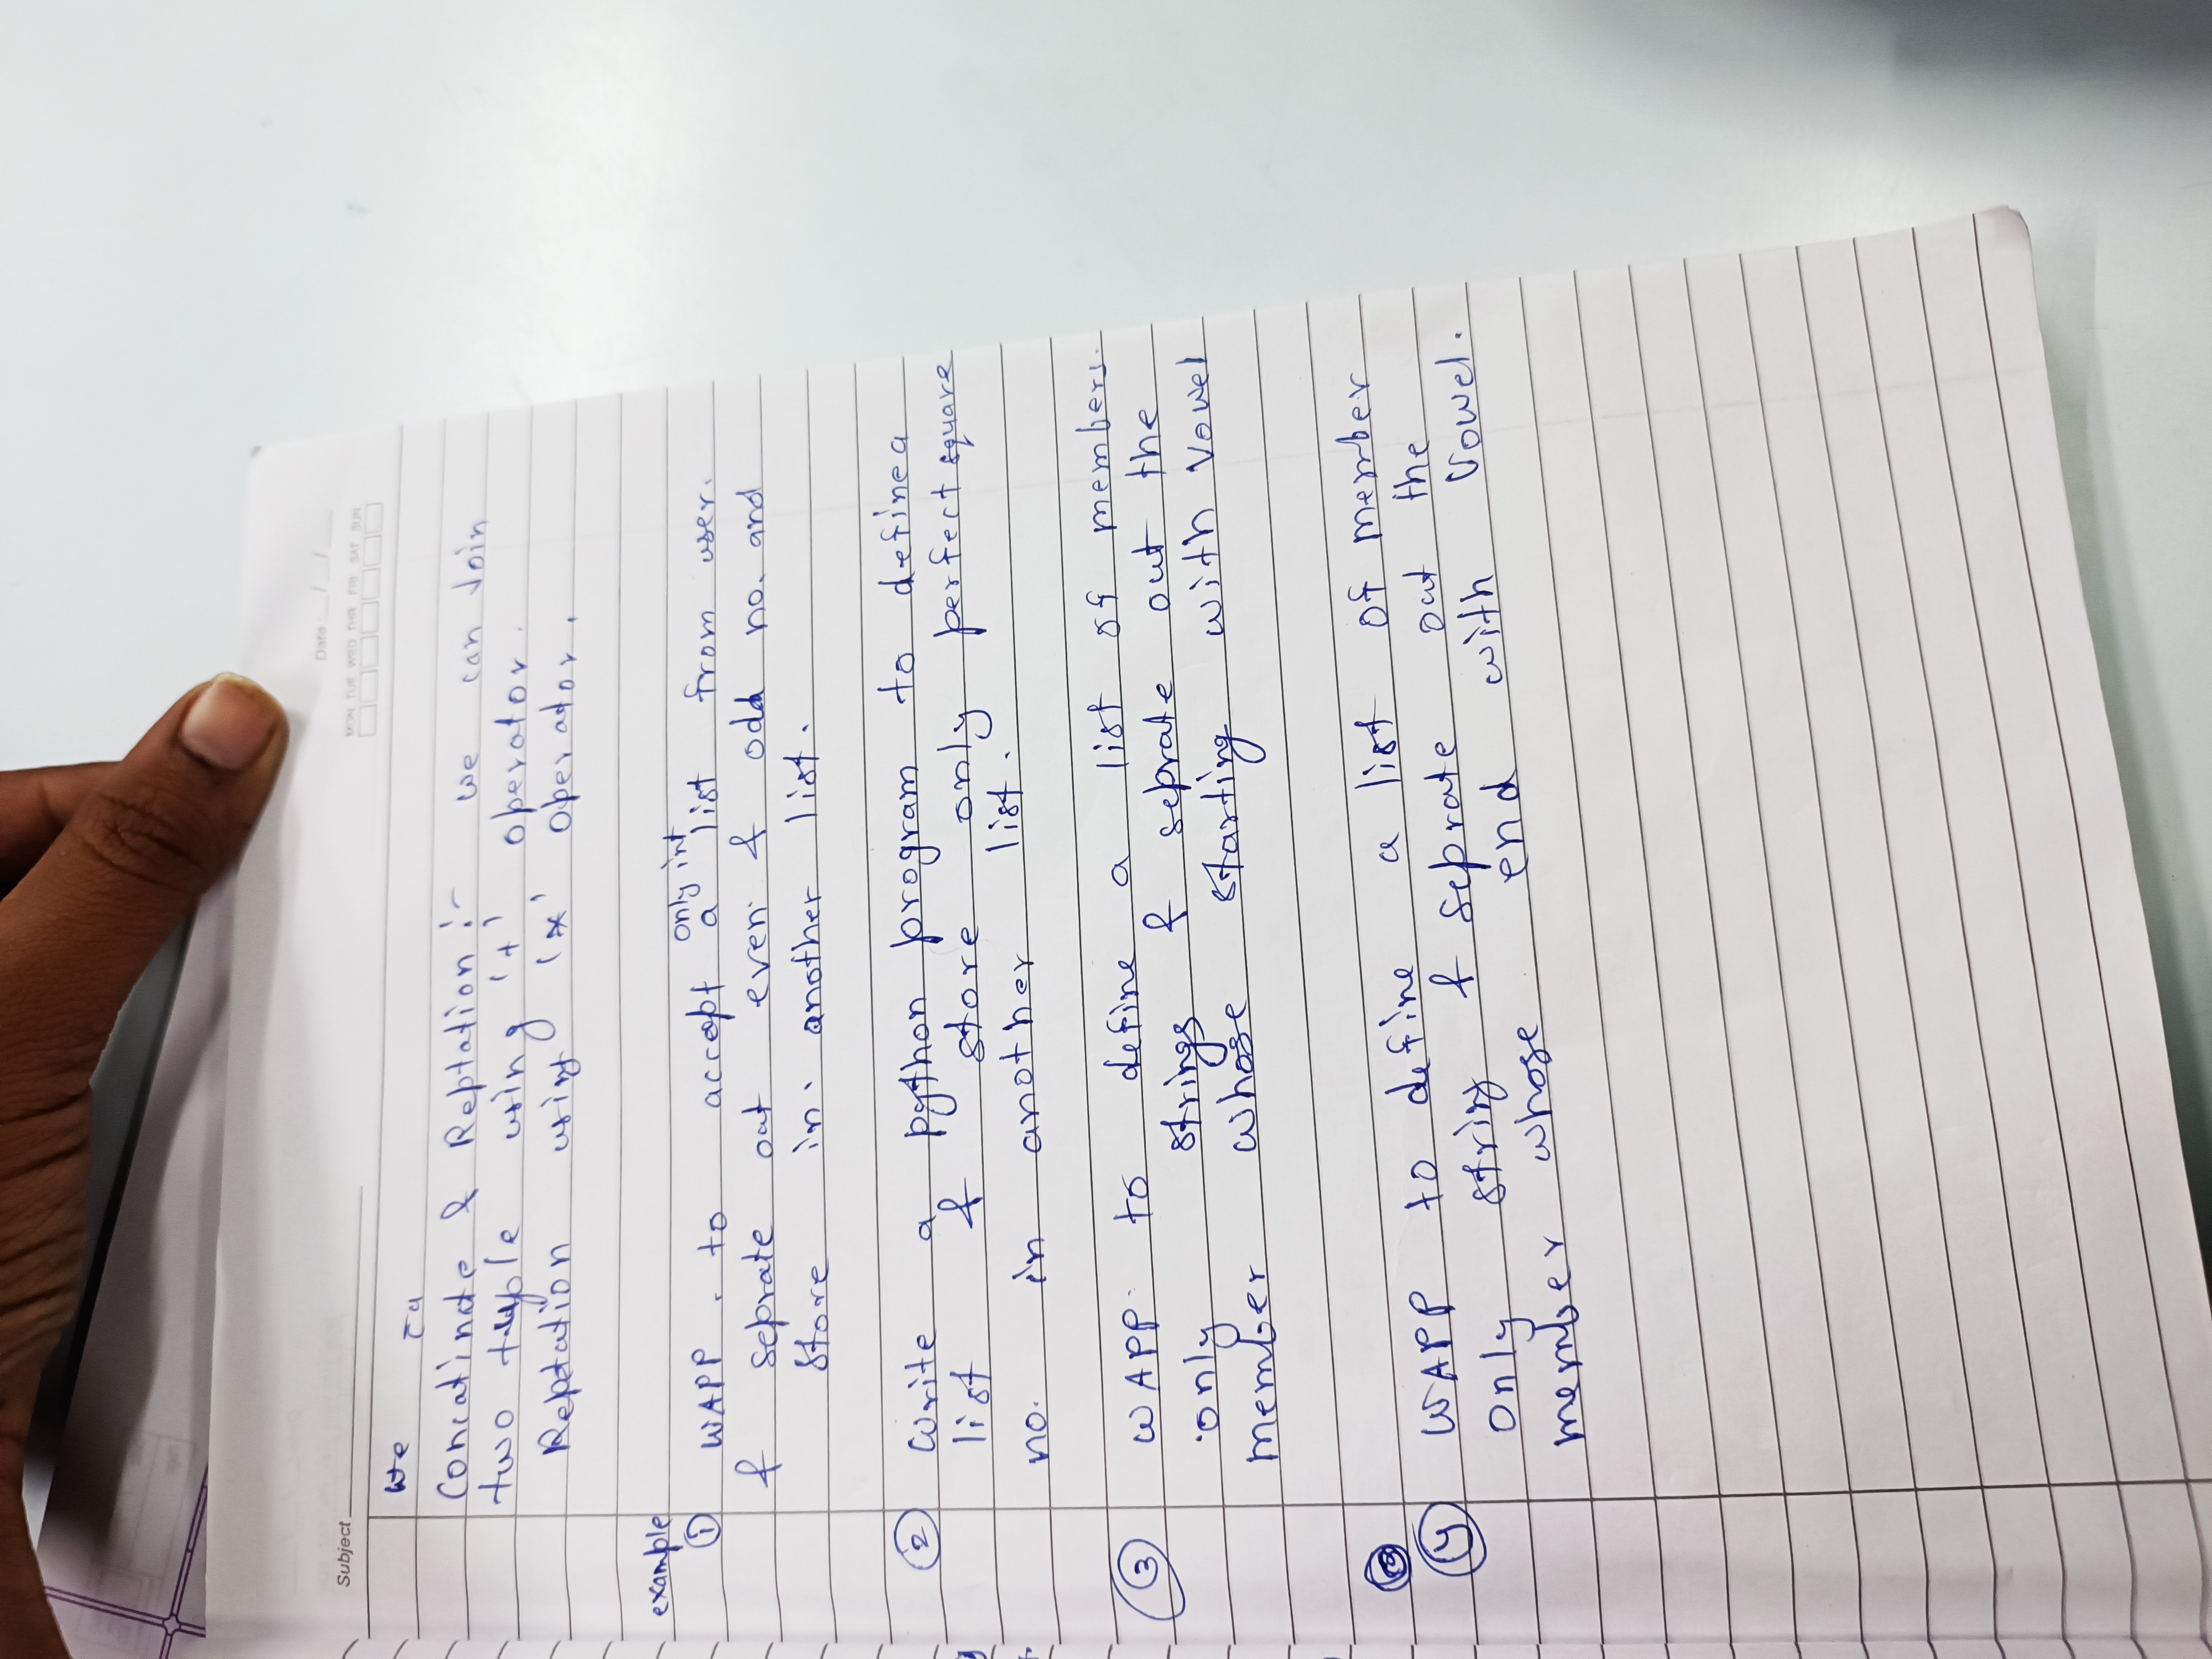 Subject
Date: / /
MON TUE WED THR FRI SAT SUN
we
Concatinate & Reptation :- we can Join
two tuple using '+' operator.
Reptation using '*' operator.
example
① WAPP. to accept a only int list from user.
& seprate out even & odd no. and
store in another list.
② Write a python program to define a
list & store only perfect square
no. in another list.
③ WAPP. to define a list of members.
only strings & seprate out the
member whose starting with vowel
④ WAPP to define a list of member
only string & seprate out the
member whose end with vowel.